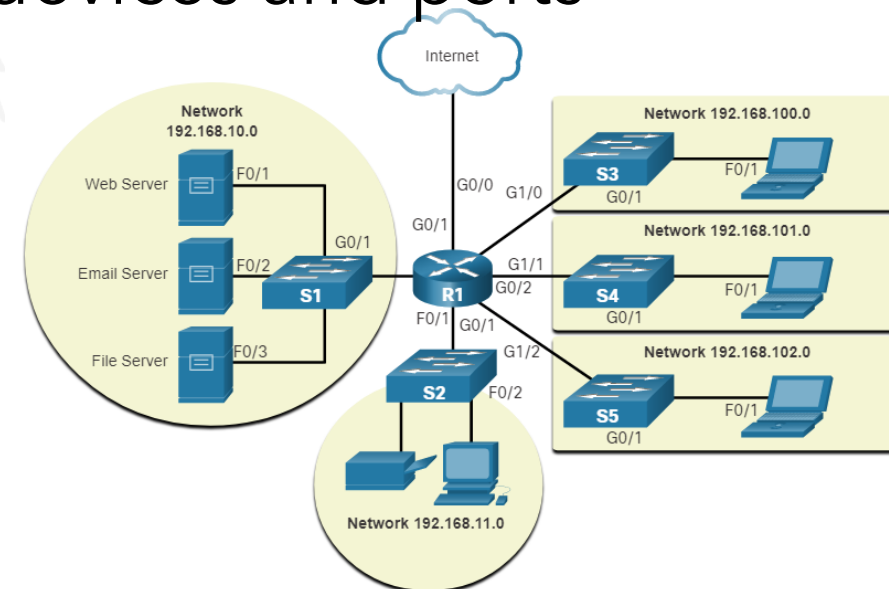 devices and ports
Internet
Network
192.168.10.0
Web Server
F0/1
Email Server
F0/2
File Server
F0/3
G0/1
S1
G0/0
G0/1
G1/0
G1/1
R1
G0/2
F0/1
G0/1
G1/2
S2
F0/2
Network 192.168.11.0
Network 192.168.100.0
S3
G0/1
F0/1
Network 192.168.101.0
S4
G0/1
F0/1
Network 192.168.102.0
S5
G0/1
F0/1